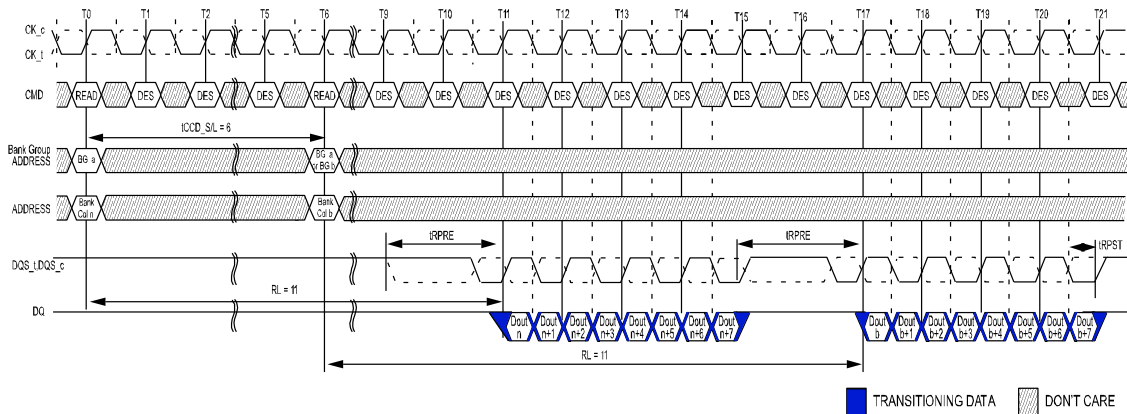 T0 T1 T2 T5 T6 T9 T10 T11 T12 T13 T14 T15 T16 T17 T18 T19 T20 T21
CK_c
CK_t
CMD READ DES DES DES READ DES DES DES DES DES DES DES DES DES DES DES DES DES
tCCD_S/L = 6
Bank Group
ADDRESS
BG a
BG a
or BG b
ADDRESS
Bank
Col n
Bank
Col b
tRPRE tRPRE tRPST
DQS_t,DQS_c
RL = 11
DQ
Dout
n
Dout
n+1
Dout
n+2
Dout
n+3
Dout
n+4
Dout
n+5
Dout
n+6
Dout
n+7
Dout
b
Dout
b+1
Dout
b+2
Dout
b+3
Dout
b+4
Dout
b+5
Dout
b+6
Dout
b+7
RL = 11
TRANSITIONING DATA
DON'T CARE